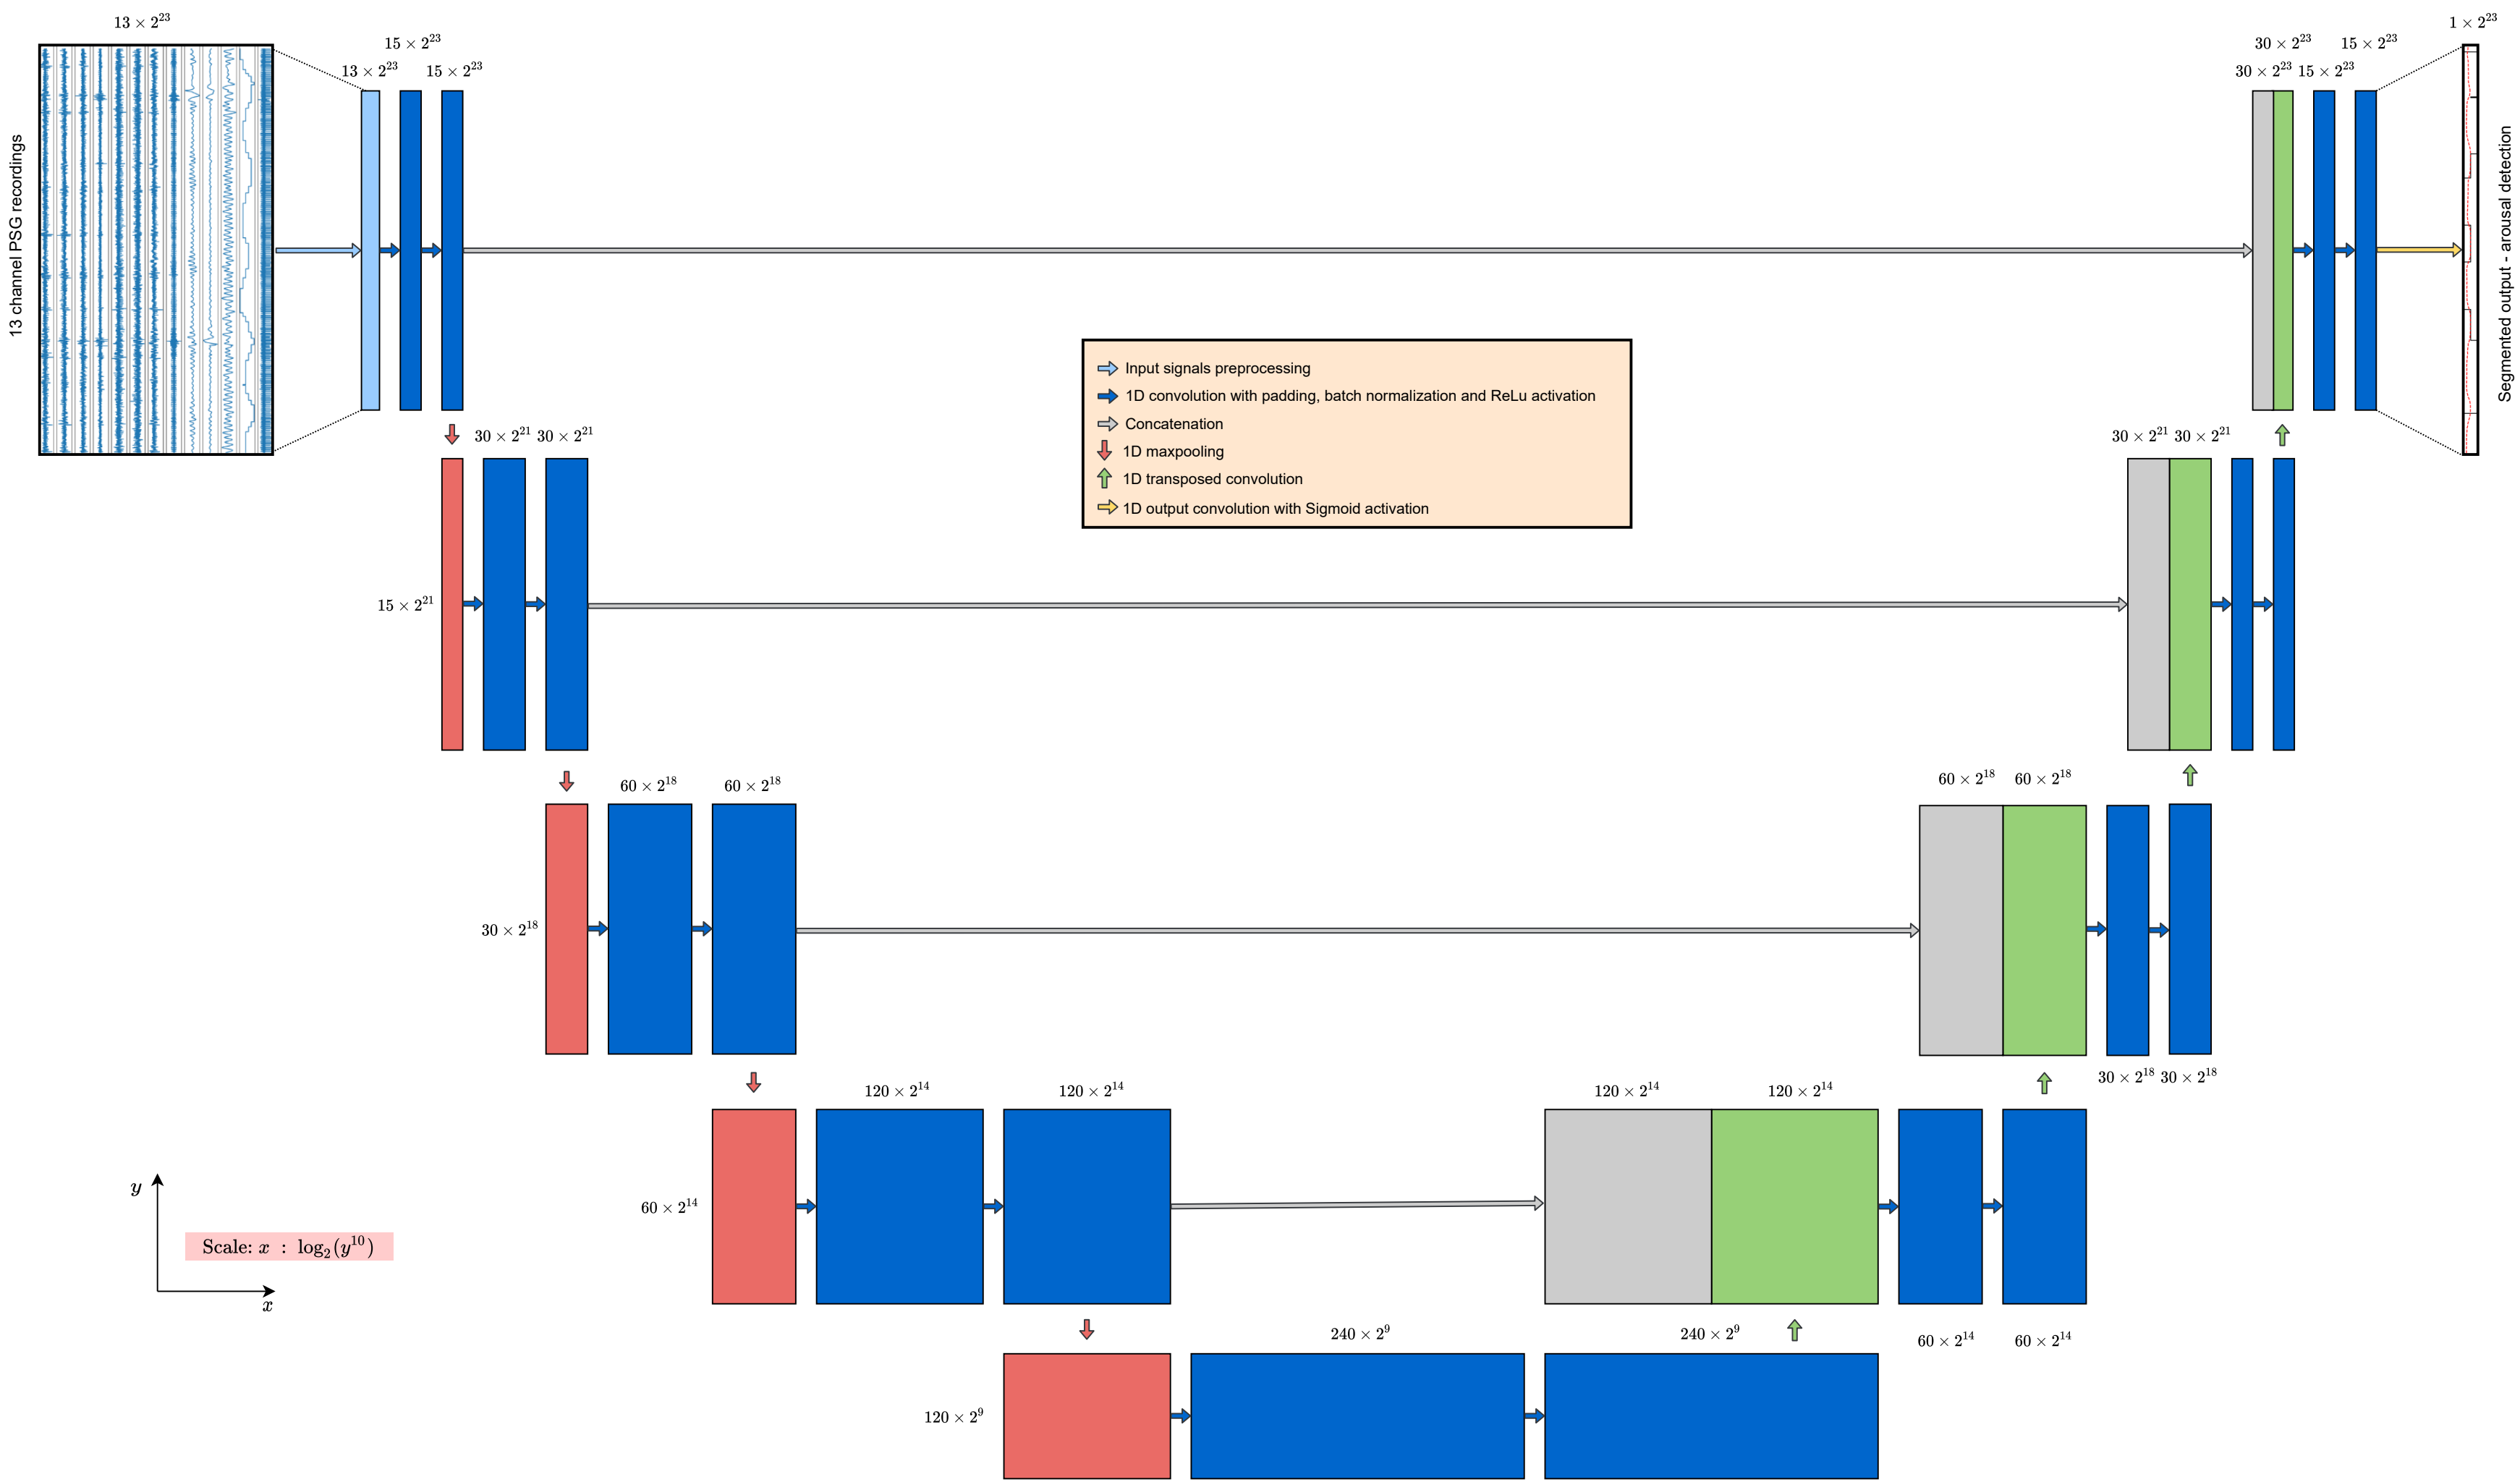 13 × 2^23
13 channel PSG recordings
15 × 2^23
13 × 2^23
15 × 2^23
30 × 2^23
15 × 2^23
30 × 2^23
15 × 2^23
1 × 2^23
Segmented output - arousal detection
Input signals preprocessing
1D convolution with padding, batch normalization and ReLu activation
Concatenation
1D maxpooling
1D transposed convolution
1D output convolution with Sigmoid activation
30 × 2^21
30 × 2^21
30 × 2^21
30 × 2^21
15 × 2^21
60 × 2^18
60 × 2^18
60 × 2^18
60 × 2^18
30 × 2^18
30 × 2^18
30 × 2^18
120 × 2^14
120 × 2^14
120 × 2^14
120 × 2^14
60 × 2^14
y
Scale: x : log₂(y^10)
x
240 × 2^9
240 × 2^9
60 × 2^14
60 × 2^14
120 × 2^9